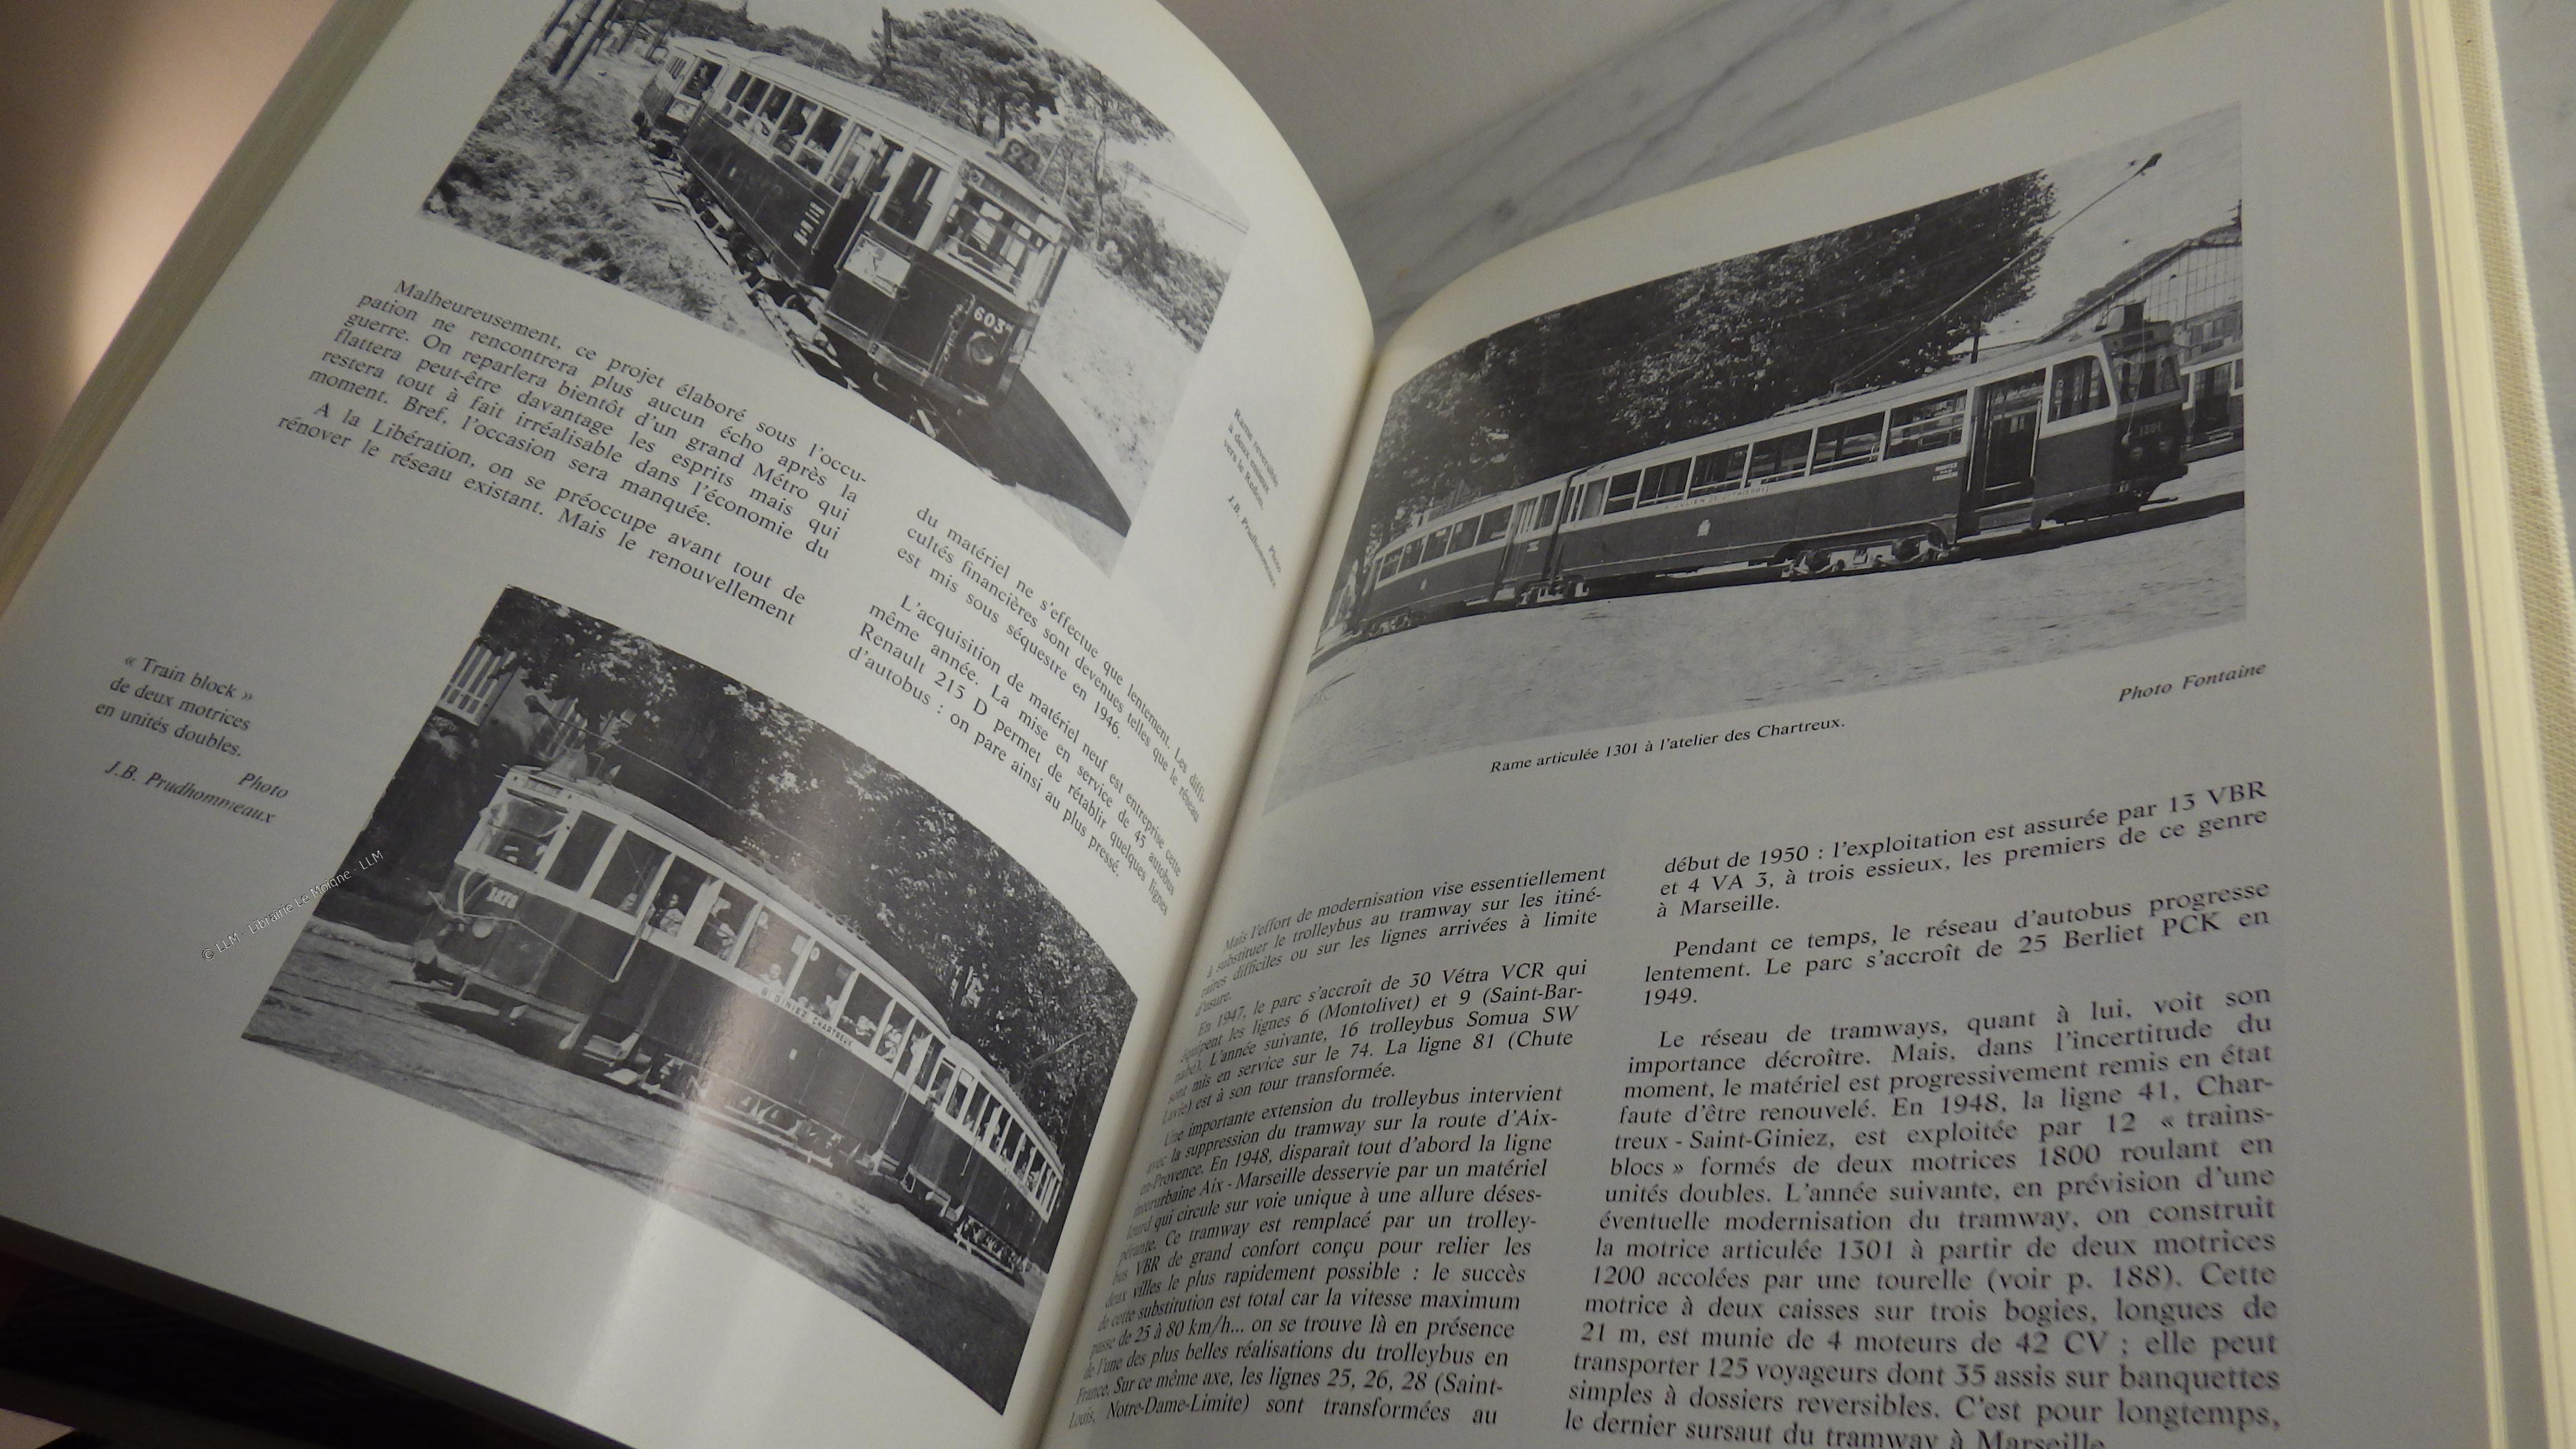 24
603
Malheureusement, ce projet élaboré sous l'occu-
pation ne rencontrera plus aucun écho après la
guerre. On reparlera bientôt d'un grand Métro qui
flattera peut-être davantage les esprits mais qui
restera tout à fait irréalisable dans l'économie du
moment. Bref, l'occasion sera manquée.
A la Libération, on se préoccupe avant tout de
rénover le réseau existant. Mais le renouvellement
Rame réversible
à deux essieux
vers le
Photo
J.B. Prudhommeaux
du matériel ne s'effectue que lentement. Les diffi-
cultés financières sont devenues telles que le réseau
est mis sous séquestre en 1946.
L'acquisition de matériel neuf est entreprise cette
même année. La mise en service de 45 autobus
Renault 215 D permet de rétablir quelques lignes
d'autobus : on pare ainsi au plus pressé.
« Train block »
de deux motrices
en unités doubles.
Photo
J.B. Prudhommeaux
St GINIEZ CHARTREUX
© LLM - Librairie Le Moigne - LLM
1301
Photo Fontaine
Rame articulée 1301 à l'atelier des Chartreux.
Mais l'effort de modernisation vise essentiellement
à substituer le trolleybus au tramway sur les itiné-
raires difficiles ou sur les lignes arrivées à limite
d'usure.
En 1947, le parc s'accroît de 30 Vétra VCR qui
équipent les lignes 6 (Montolivet) et 9 (Saint-Bar-
nabé). L'année suivante, 16 trolleybus Somua SW
sont mis en service sur le 74. La ligne 81 (Chute
Lavie) est à son tour transformée.
Une importante extension du trolleybus intervient
avec la suppression du tramway sur la route d'Aix-
en-Provence. En 1948, disparaît tout d'abord la ligne
interurbaine Aix - Marseille desservie par un matériel
lourd qui circule sur voie unique à une allure déses-
pérante. Ce tramway est remplacé par un trolley-
bus VBR de grand confort conçu pour relier les
deux villes le plus rapidement possible : le succès
de cette substitution est total car la vitesse maximum
passe de 25 à 80 km/h... on se trouve là en présence
de l'une des plus belles réalisations du trolleybus en
France. Sur ce même axe, les lignes 25, 26, 28 (Saint-
Louis, Notre-Dame-Limite) sont transformées au
début de 1950 : l'exploitation est assurée par 13 VBR
et 4 VA 3, à trois essieux, les premiers de ce genre
à Marseille.
Pendant ce temps, le réseau d'autobus progresse
lentement. Le parc s'accroît de 25 Berliet PCK en
1949.
Le réseau de tramways, quant à lui, voit son
importance décroître. Mais, dans l'incertitude du
moment, le matériel est progressivement remis en état
faute d'être renouvelé. En 1948, la ligne 41, Char-
treux - Saint-Giniez, est exploitée par 12 « trains-
blocs » formés de deux motrices 1800 roulant en
unités doubles. L'année suivante, en prévision d'une
éventuelle modernisation du tramway, on construit
la motrice articulée 1301 à partir de deux motrices
1200 accolées par une tourelle (voir p. 188). Cette
motrice à deux caisses sur trois bogies, longues de
21 m, est munie de 4 moteurs de 42 CV ; elle peut
transporter 125 voyageurs dont 35 assis sur banquettes
simples à dossiers reversibles. C'est pour longtemps,
le dernier sursaut du tramway à Marseille.